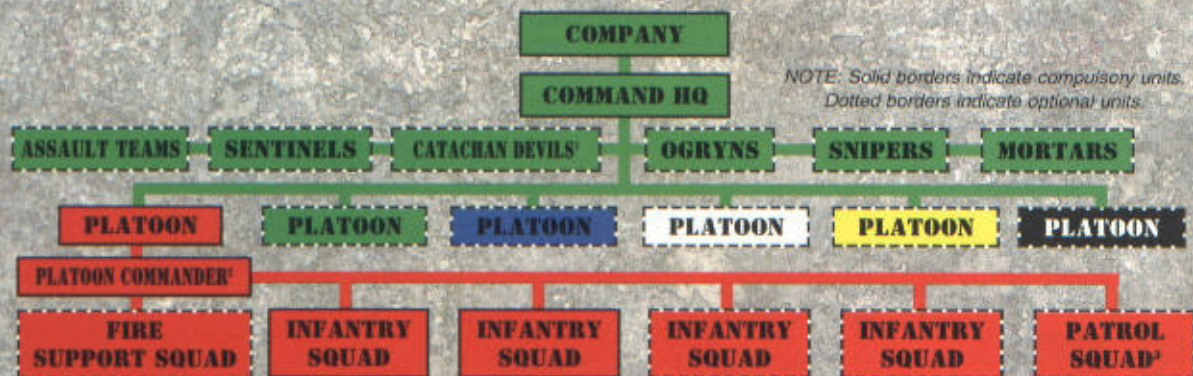 COMPANY
COMMAND HQ
NOTE: Solid borders indicate compulsory units.
Dotted borders indicate optional units.
ASSAULT TEAMS
SENTINELS
CATACHAN DEVILS¹
OGRYNS
SNIPERS
MORTARS
PLATOON
PLATOON
PLATOON
PLATOON
PLATOON
PLATOON
PLATOON COMMANDER²
FIRE
SUPPORT SQUAD
INFANTRY
SQUAD
INFANTRY
SQUAD
INFANTRY
SQUAD
INFANTRY
SQUAD
PATROL
SQUAD³